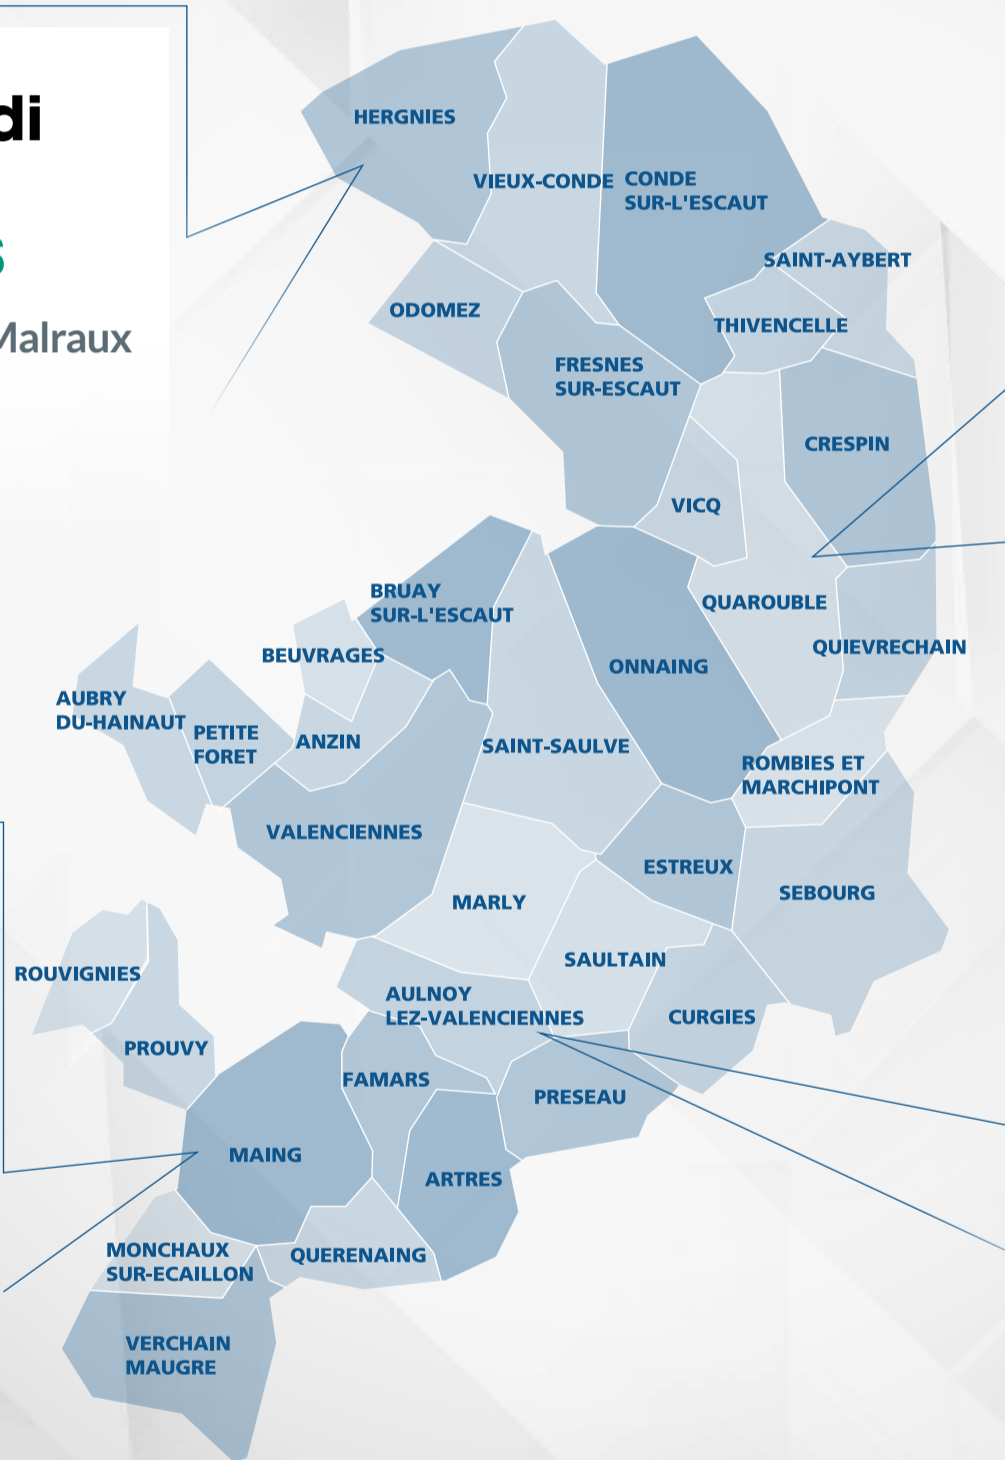 di
S
Malraux
HERGNIES
VIEUX-CONDE
CONDE
SUR-L'ESCAUT
SAINT-AYBERT
ODOMEZ
THIVENCELLE
FRESNES
SUR-ESCAUT
CRESPIN
VICQ
BRUAY
SUR-L'ESCAUT
QUAROUBLE
QUIEVRECHAIN
BEUVRAGES
ONNAING
AUBRY
DU-HAINAUT
PETITE
FORET
ANZIN
SAINT-SAULVE
ROMBIES ET
MARCHIPONT
VALENCIENNES
ESTREUX
SEBOURG
MARLY
SAULTAIN
ROUVIGNIES
AULNOY
LEZ-VALENCIENNES
CURGIES
PROUVY
FAMARS
PRESEAU
MAING
ARTRES
MONCHAUX
SUR-ECAILLON
QUERENAING
VERCHAIN
MAUGRE